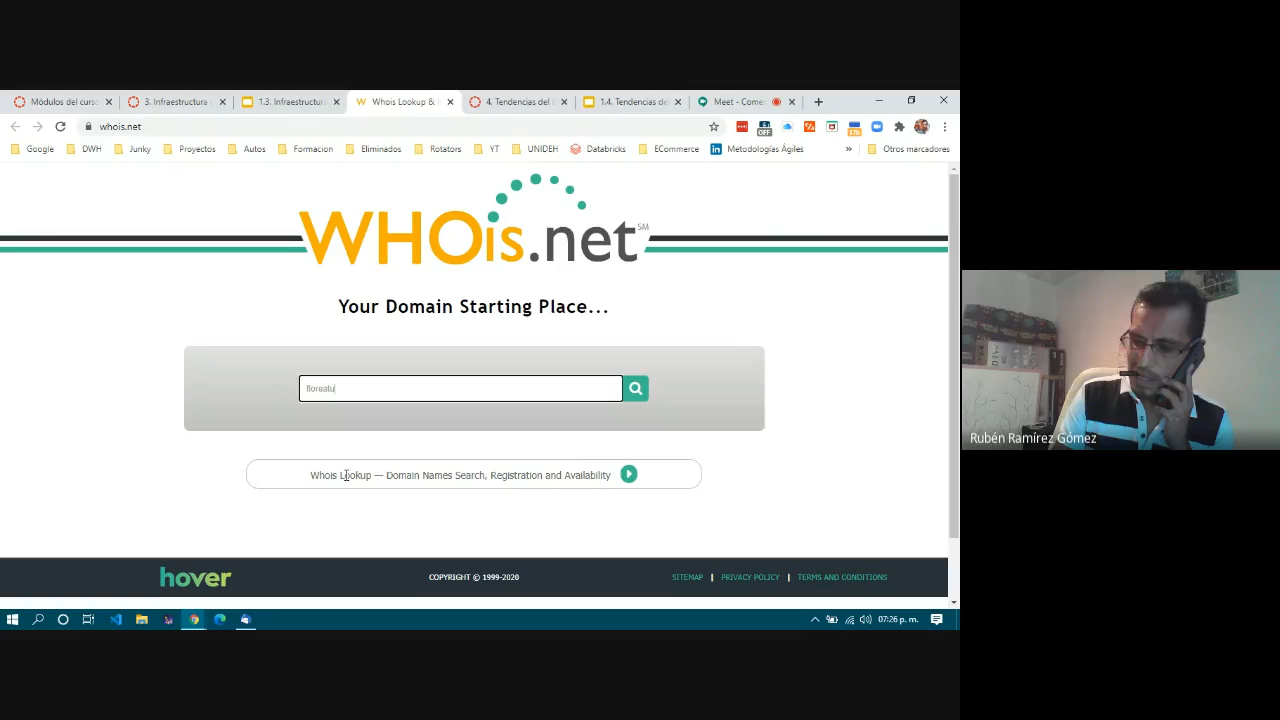 Módulos del curso
3. Infraestructura
1.3. Infraestructura
Whois Lookup &
4. Tendencias del
1.4. Tendencias de
Meet - Come
whois.net
OFF
Google
DWH
Junky
Proyectos
Autos
Formacion
Eliminados
Rotators
YT
UNIDEH
Databricks
ECommerce
Metodologías Ágiles
»
Otros marcadores
WHOis.net SM
Your Domain Starting Place...
floreatu
Whois Lookup — Domain Names Search, Registration and Availability
hover
COPYRIGHT © 1999-2020
SITEMAP | PRIVACY POLICY | TERMS AND CONDITIONS
07:26 p. m.
Rubén Ramírez Gómez